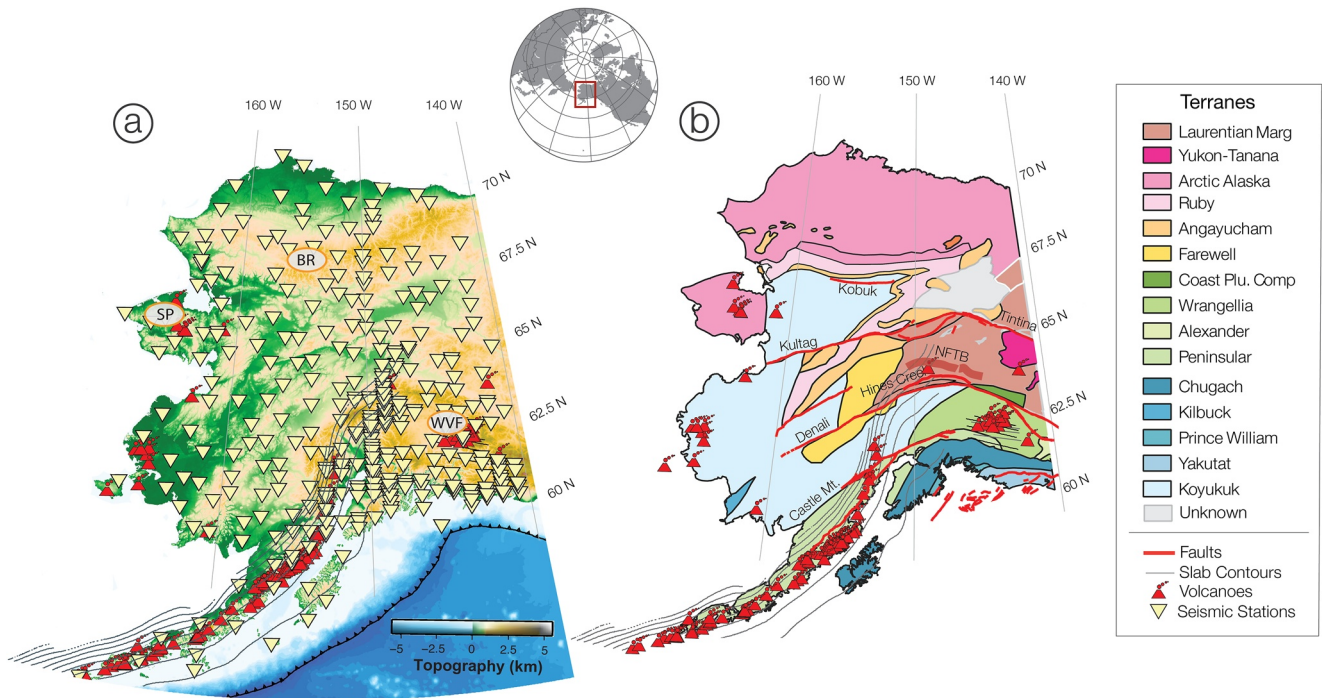 a
160 W
150 W
140 W
70 N
67.5 N
65 N
62.5 N
60 N
BR
SP
WVF
−5 −2.5 0 2.5 5
Topography (km)
b
160 W
150 W
140 W
70 N
67.5 N
65 N
62.5 N
60 N
Kobuk
Kultag
Tintina
NFTB
Hines Creek
Denali
Castle Mt.
Terranes
Laurentian Marg
Yukon-Tanana
Arctic Alaska
Ruby
Angayucham
Farewell
Coast Plu. Comp
Wrangellia
Alexander
Peninsular
Chugach
Kilbuck
Prince William
Yakutat
Koyukuk
Unknown
Faults
Slab Contours
Volcanoes
Seismic Stations